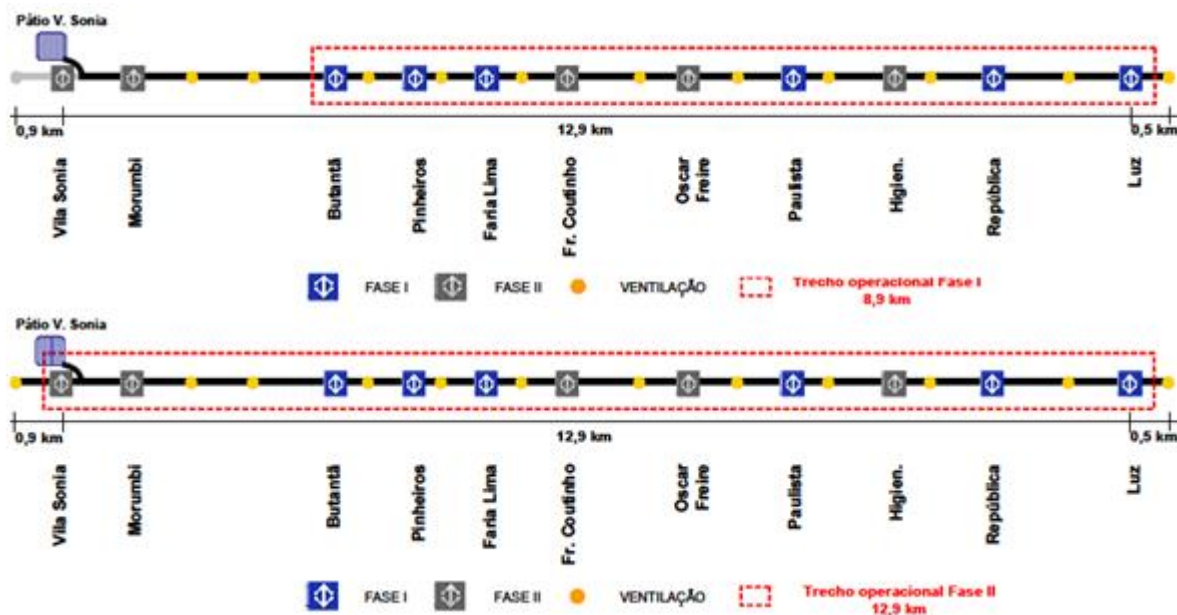 Pátio V. Sonia
0,9 km
12,9 km
0,5 km
Vila Sonia
Morumbi
Butantã
Pinheiros
Faria Lima
Fr. Coutinho
Oscar
Freire
Paulista
Higien.
República
Luz
FASE I
FASE II
VENTILAÇÃO
Trecho operacional Fase I
8,9 km
Pátio V. Sonia
0,9 km
12,9 km
0,5 km
Vila Sonia
Morumbi
Butantã
Pinheiros
Faria Lima
Fr. Coutinho
Oscar
Freire
Paulista
Higien.
República
Luz
FASE I
FASE II
VENTILAÇÃO
Trecho operacional Fase II
12,9 km